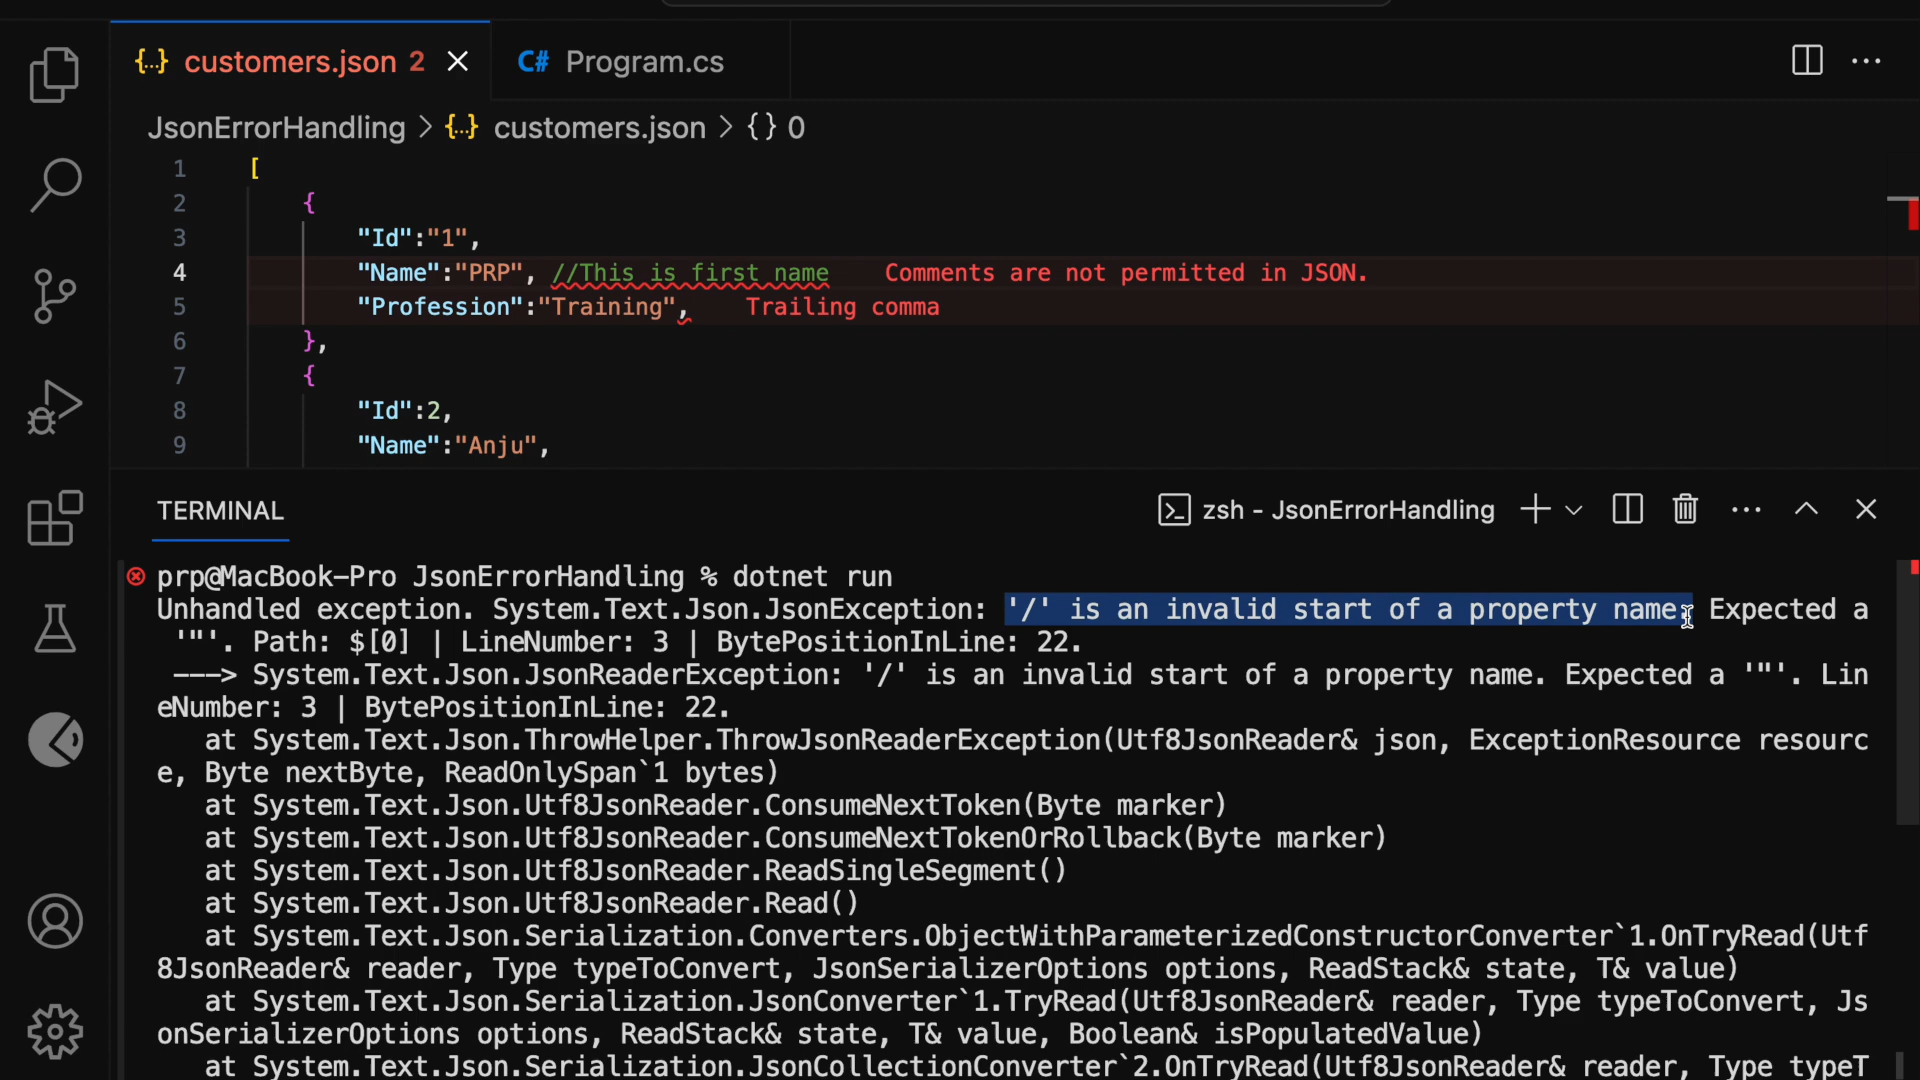 {..} customers.json 2
C# Program.cs
JsonErrorHandling > {..} customers.json > {} 0
1 [
2 {
3 "Id":"1",
4 "Name":"PRP", //This is first name Comments are not permitted in JSON.
5 "Profession":"Training", Trailing comma
6 },
7 {
8 "Id":2,
9 "Name":"Anju",
TERMINAL
zsh - JsonErrorHandling
prp@MacBook-Pro JsonErrorHandling % dotnet run
Unhandled exception. System.Text.Json.JsonException: '/' is an invalid start of a property name. Expected a
'"'. Path: $[0] | LineNumber: 3 | BytePositionInLine: 22.
---> System.Text.Json.JsonReaderException: '/' is an invalid start of a property name. Expected a '"'. Lin
eNumber: 3 | BytePositionInLine: 22.
at System.Text.Json.ThrowHelper.ThrowJsonReaderException(Utf8JsonReader& json, ExceptionResource resourc
e, Byte nextByte, ReadOnlySpan`1 bytes)
at System.Text.Json.Utf8JsonReader.ConsumeNextToken(Byte marker)
at System.Text.Json.Utf8JsonReader.ConsumeNextTokenOrRollback(Byte marker)
at System.Text.Json.Utf8JsonReader.ReadSingleSegment()
at System.Text.Json.Utf8JsonReader.Read()
at System.Text.Json.Serialization.Converters.ObjectWithParameterizedConstructorConverter`1.OnTryRead(Utf
8JsonReader& reader, Type typeToConvert, JsonSerializerOptions options, ReadStack& state, T& value)
at System.Text.Json.Serialization.JsonConverter`1.TryRead(Utf8JsonReader& reader, Type typeToConvert, Js
onSerializerOptions options, ReadStack& state, T& value, Boolean& isPopulatedValue)
at System.Text.Json.Serialization.JsonCollectionConverter`2.OnTryRead(Utf8JsonReader& reader, Type typeT